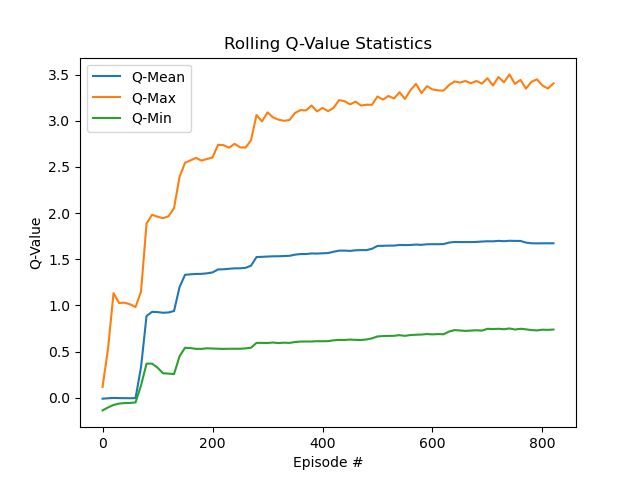 Rolling Q-Value Statistics
Q-Mean
Q-Max
Q-Min
3.5
3.0
2.5
2.0
1.5
1.0
0.5
0.0
Q-Value
0 200 400 600 800
Episode #